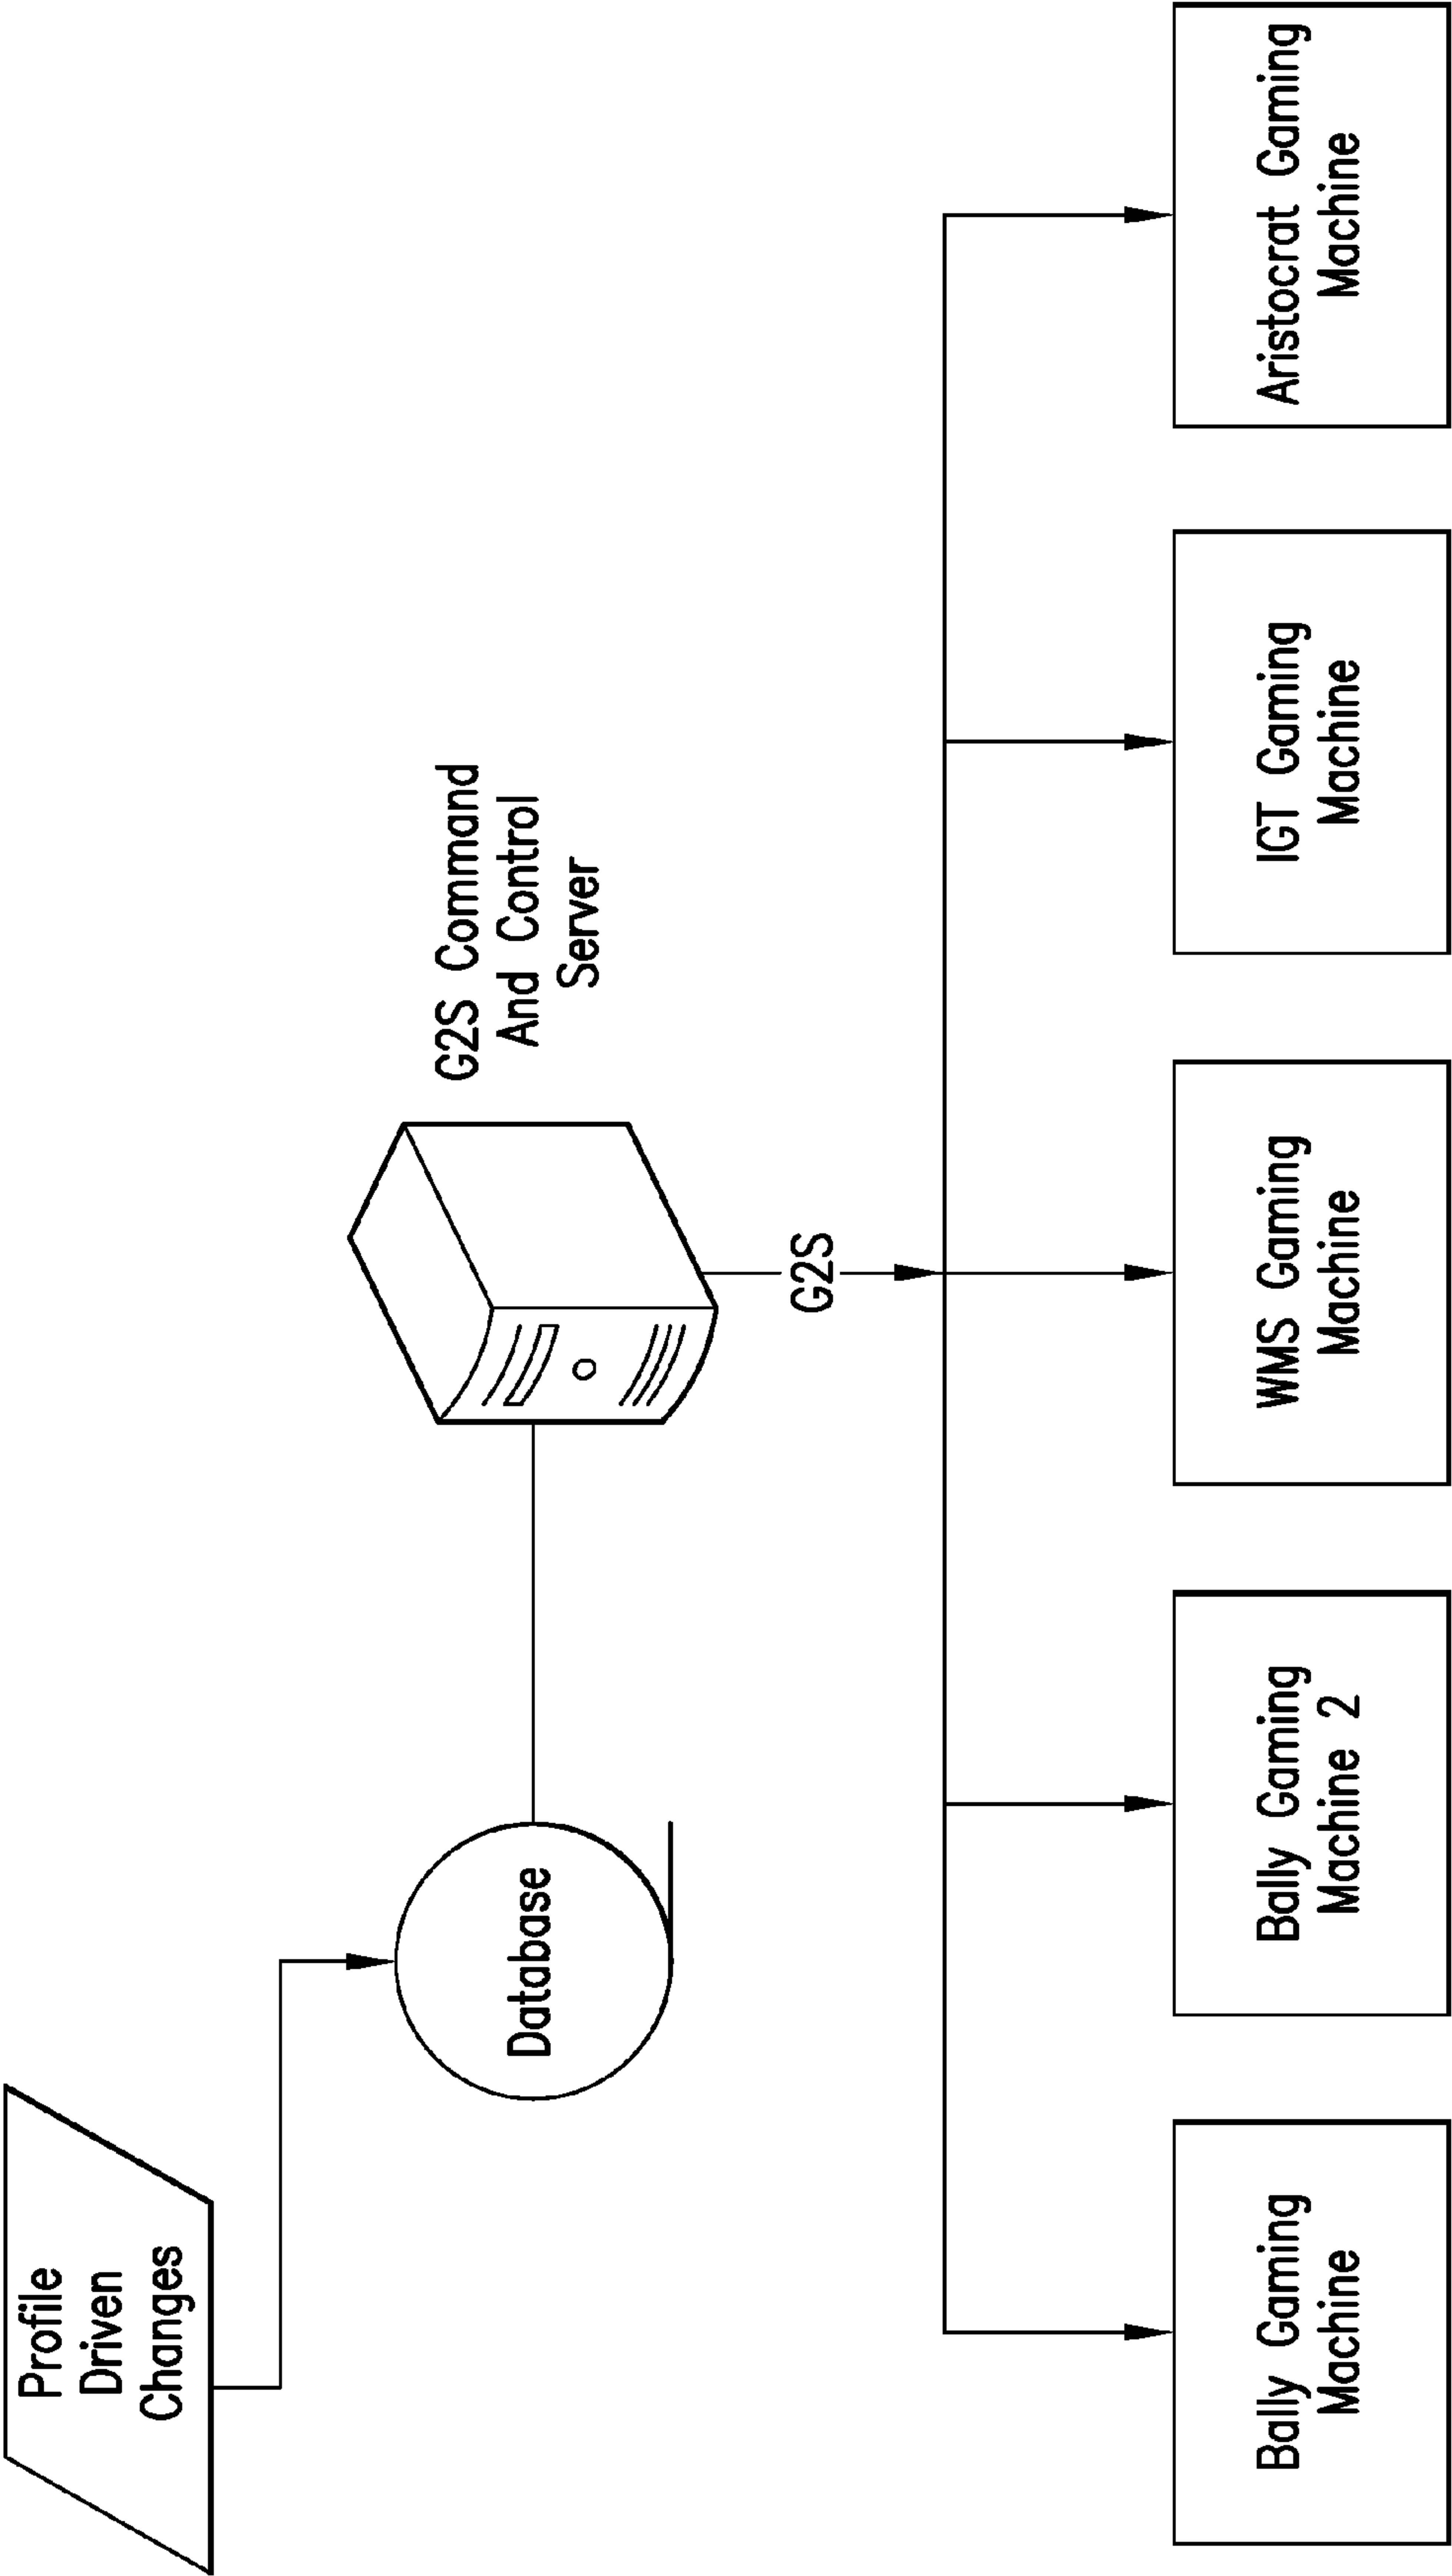 Profile
Driven
Changes
Database
G2S Command
And Control
Server
G2S
Bally Gaming
Machine
Bally Gaming
Machine 2
WMS Gaming
Machine
IGT Gaming
Machine
Aristocrat Gaming
Machine